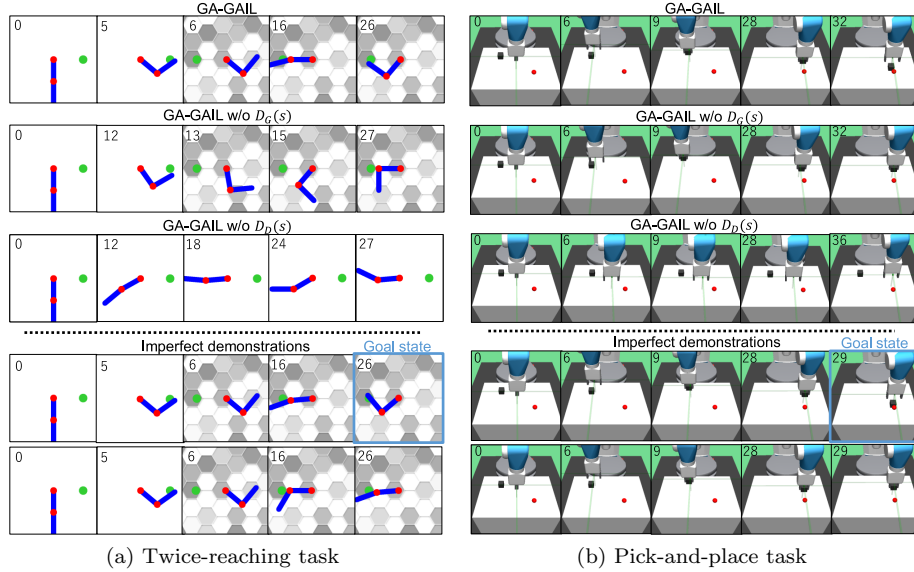 GA-GAIL
0 5 6 16 26
GA-GAIL w/o D_G(s)
0 12 13 15 27
GA-GAIL w/o D_D(s)
0 12 18 24 27
Imperfect demonstrations Goal state
0 5 6 16 26
0 5 6 16 26
(a) Twice-reaching task
GA-GAIL
0 6 9 28 32
GA-GAIL w/o D_G(s)
0 6 9 28 32
GA-GAIL w/o D_D(s)
0 6 9 28 36
Imperfect demonstrations Goal state
0 6 9 28 29
0 6 9 28 29
(b) Pick-and-place task